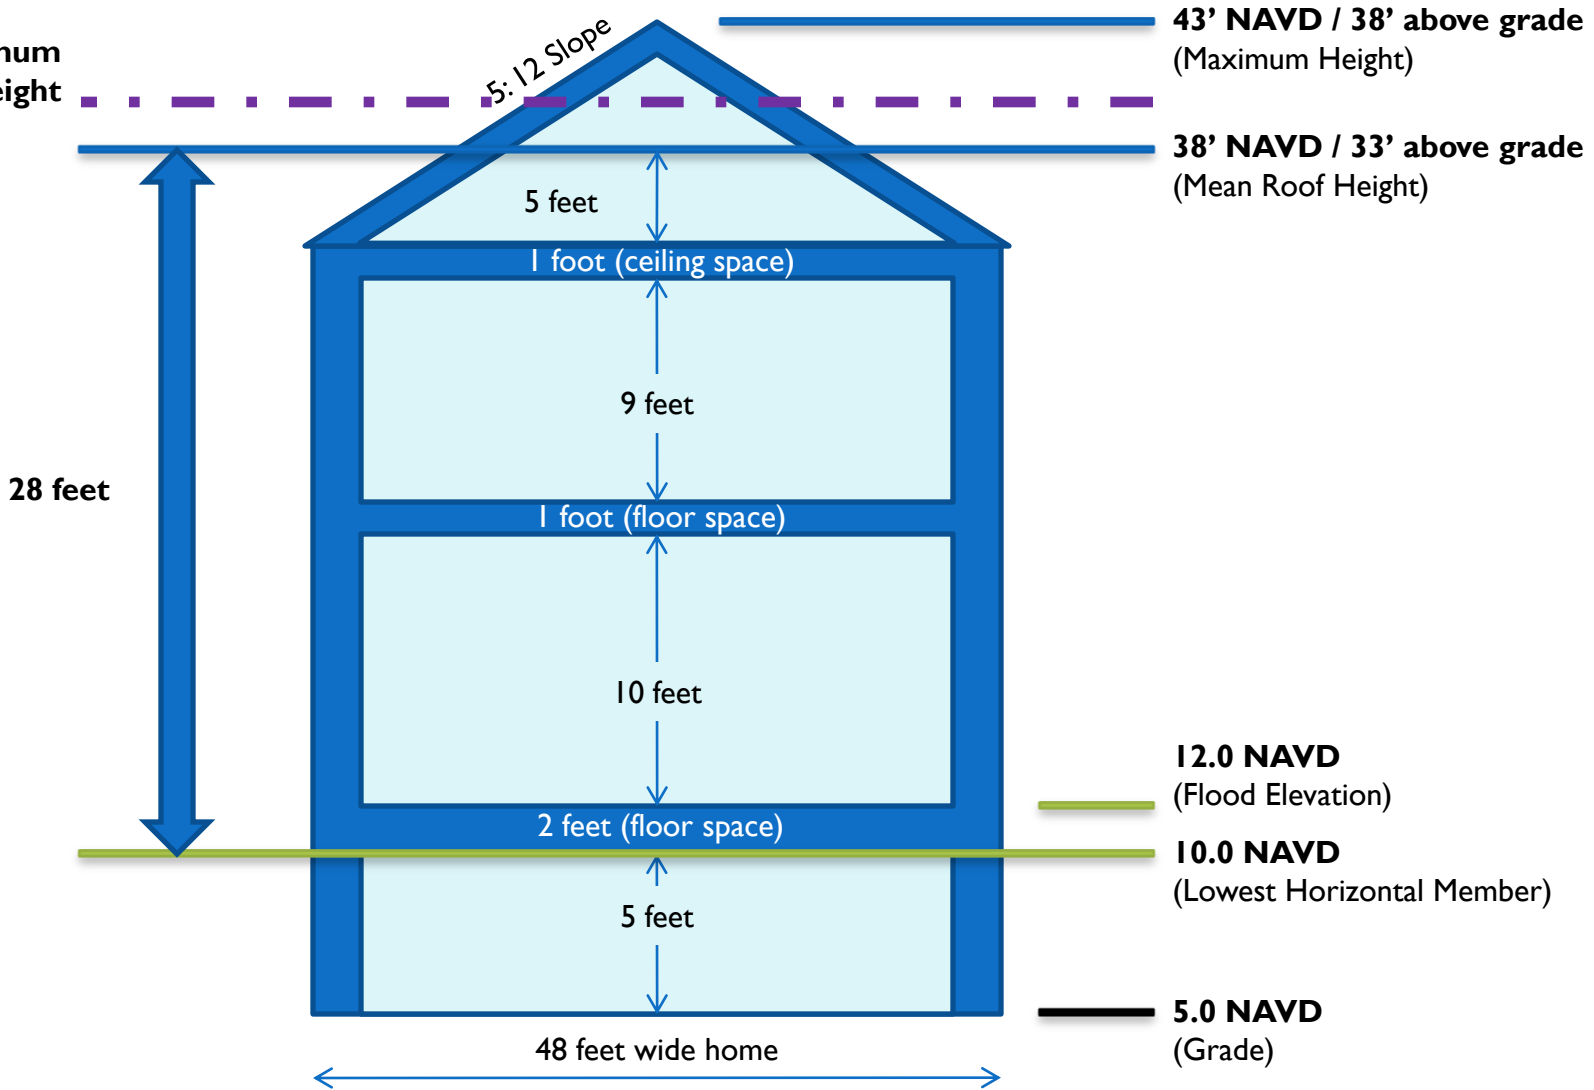 43’ NAVD / 38’ above grade
(Maximum Height)
5: 12 Slope
38’ NAVD / 33’ above grade
(Mean Roof Height)
5 feet
1 foot (ceiling space)
9 feet
28 feet
1 foot (floor space)
10 feet
12.0 NAVD
(Flood Elevation)
2 feet (floor space)
10.0 NAVD
(Lowest Horizontal Member)
5 feet
5.0 NAVD
(Grade)
48 feet wide home